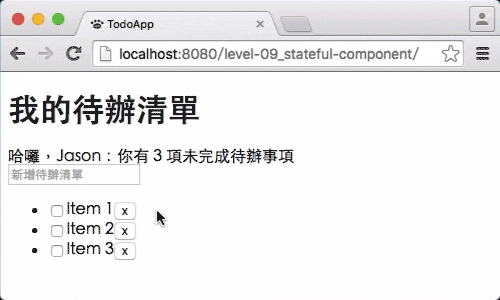 TodoApp
localhost:8080/level-09_stateful-component/
我的待辦清單
哈囉，Jason：你有 3 項未完成待辦事項
新增待辦清單
Item 1 x
Item 2 x
Item 3 x